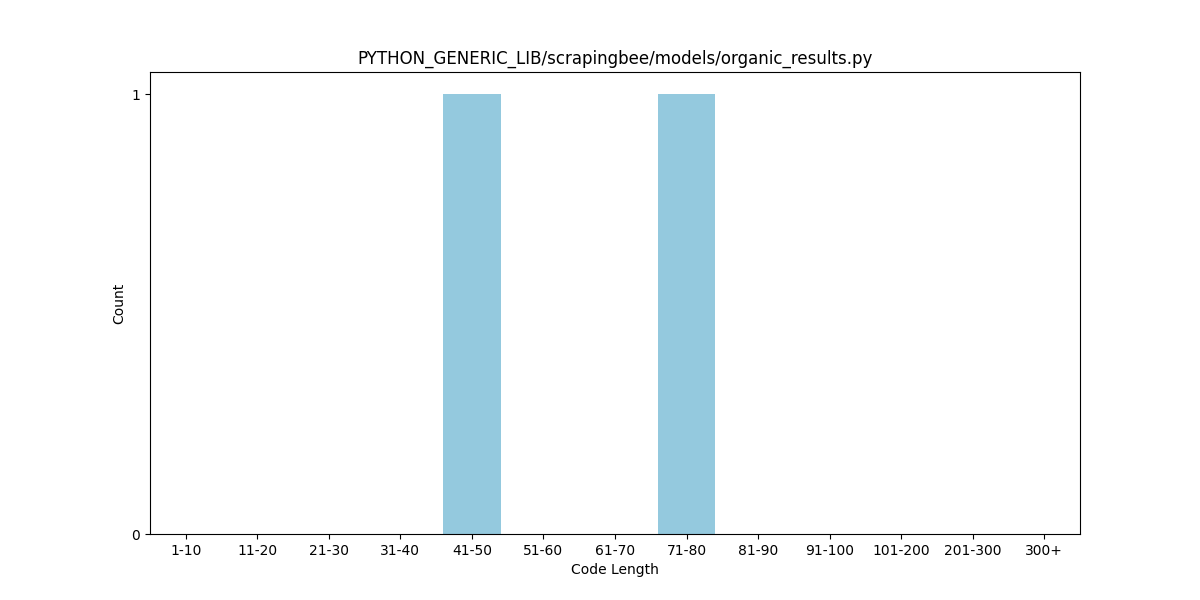 PYTHON_GENERIC_LIB/scrapingbee/models/organic_results.py
1
Count
0
1-10 11-20 21-30 31-40 41-50 51-60 61-70 71-80 81-90 91-100 101-200 201-300 300+
Code Length